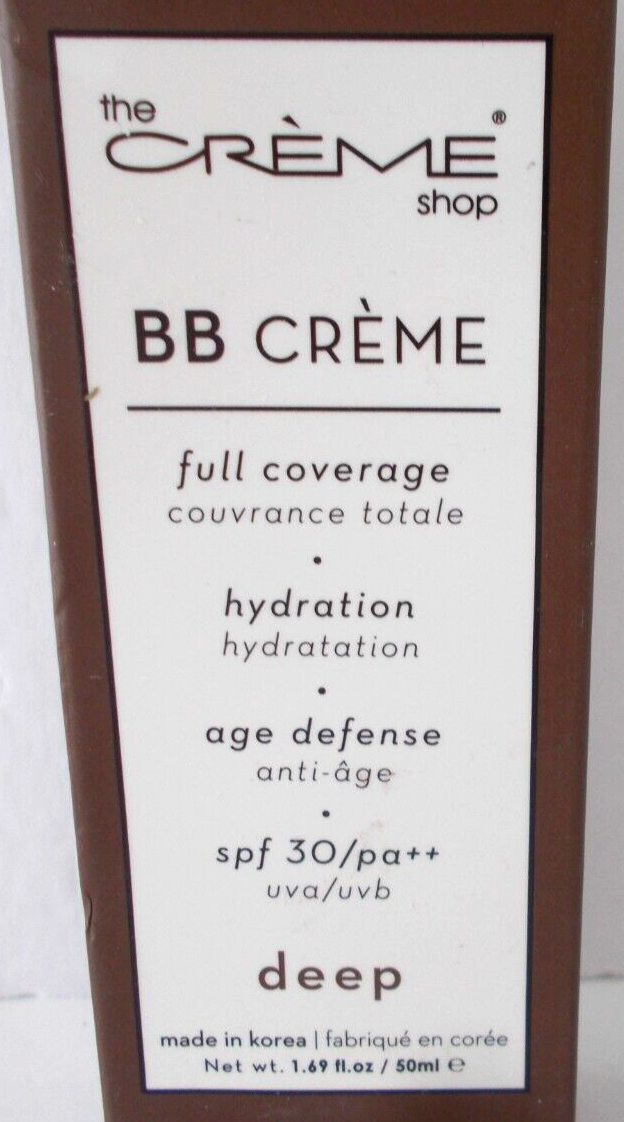 the
CRÈME®
shop
BB CRÈME
full coverage
couvrance totale
•
hydration
hydratation
•
age defense
anti-âge
•
spf 30/pa++
uva/uvb
deep
made in korea | fabriqué en corée
Net wt. 1.69 fl.oz / 50ml ℮